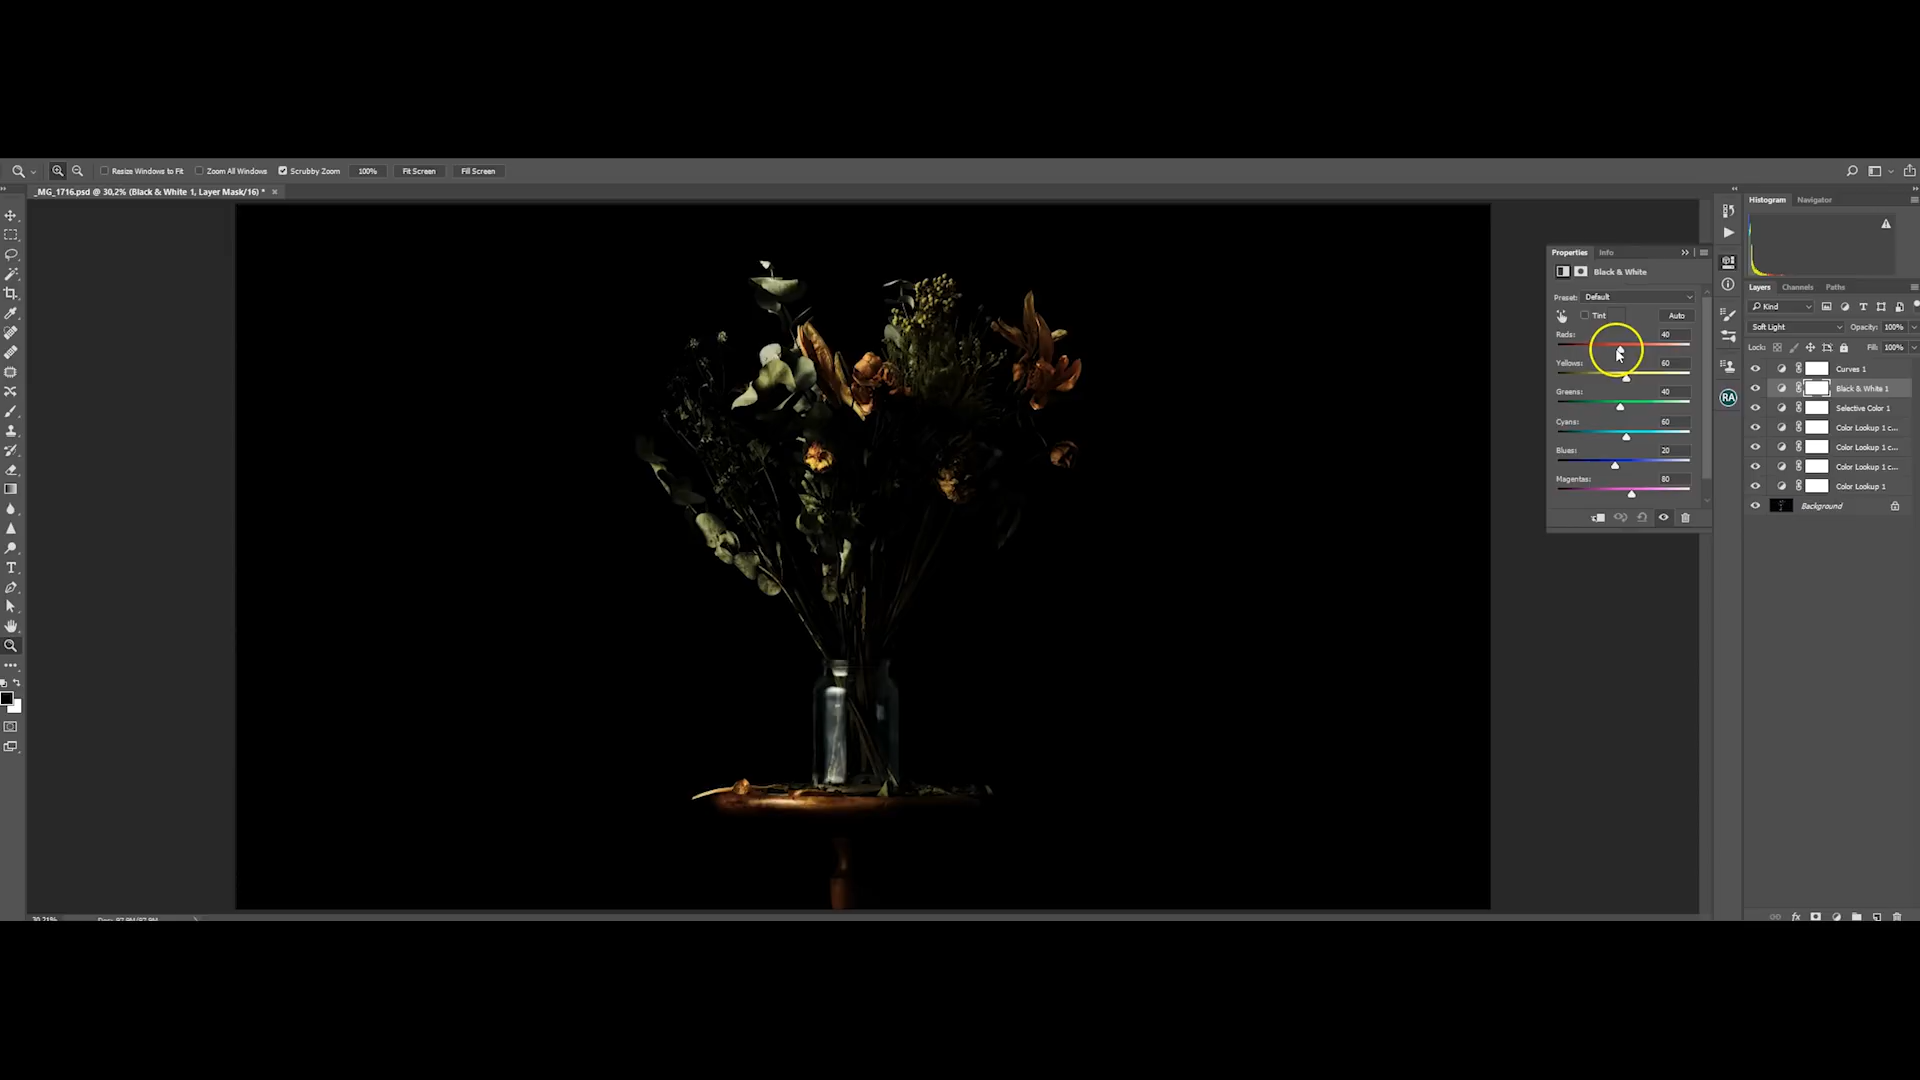 Resize Windows to Fit Zoom All Windows Scrubby Zoom 100% Fit Screen Fill Screen
_MG_1716.psd @ 30,2% (Black & White 1, Layer Mask/16) *
Histogram Navigator
Properties Info
Black & White
Preset: Default
Tint Auto
Reds: 40
Yellows: 60
Greens: 40
Cyans: 60
Blues: 20
Magentas: 80
RA
Layers Channels Paths
Kind
Soft Light Opacity: 100%
Lock: Fill: 100%
Curves 1
Black & White 1
Selective Color 1
Color Lookup 1 c...
Color Lookup 1 c...
Color Lookup 1 c...
Color Lookup 1
Background
30,21%